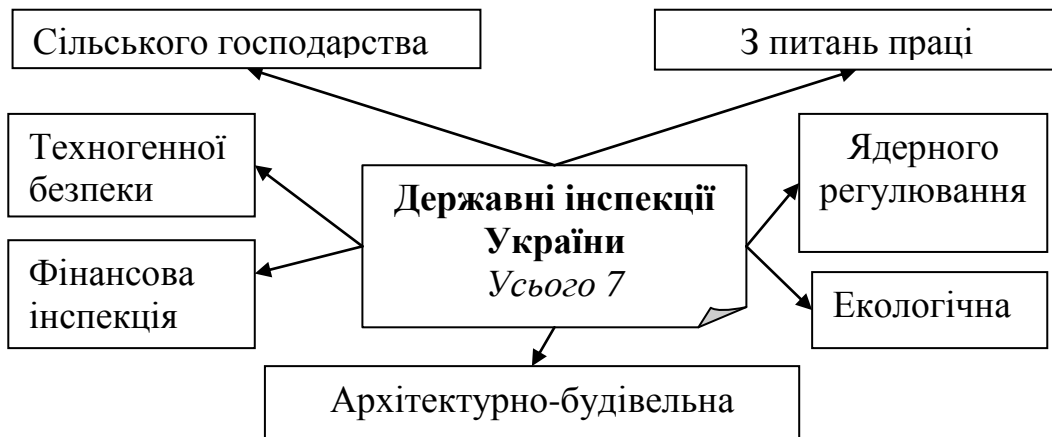 Сільського господарства
З питань праці
Техногенної
безпеки
Державні інспекції
України
Усього 7
Ядерного
регулювання
Фінансова
інспекція
Екологічна
Архітектурно-будівельна